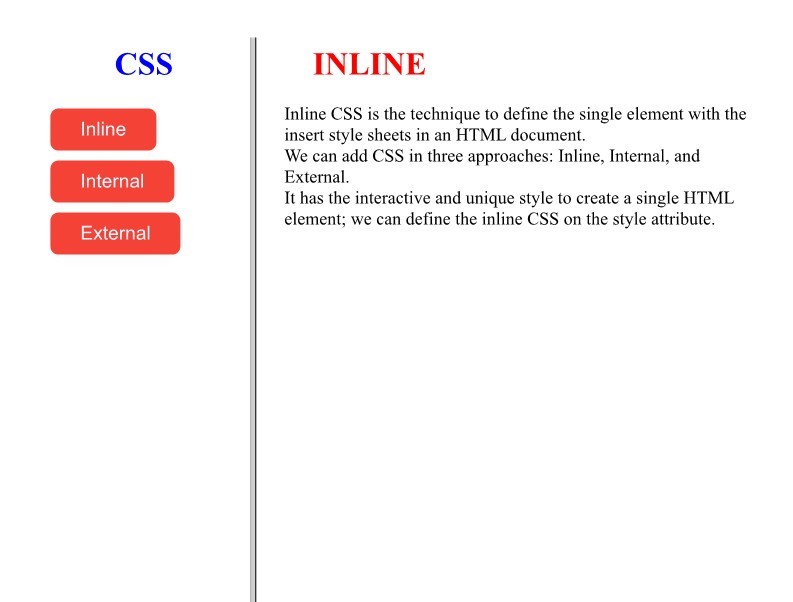 CSS
Inline
Internal
External
INLINE
Inline CSS is the technique to define the single element with the
insert style sheets in an HTML document.
We can add CSS in three approaches: Inline, Internal, and
External.
It has the interactive and unique style to create a single HTML
element; we can define the inline CSS on the style attribute.